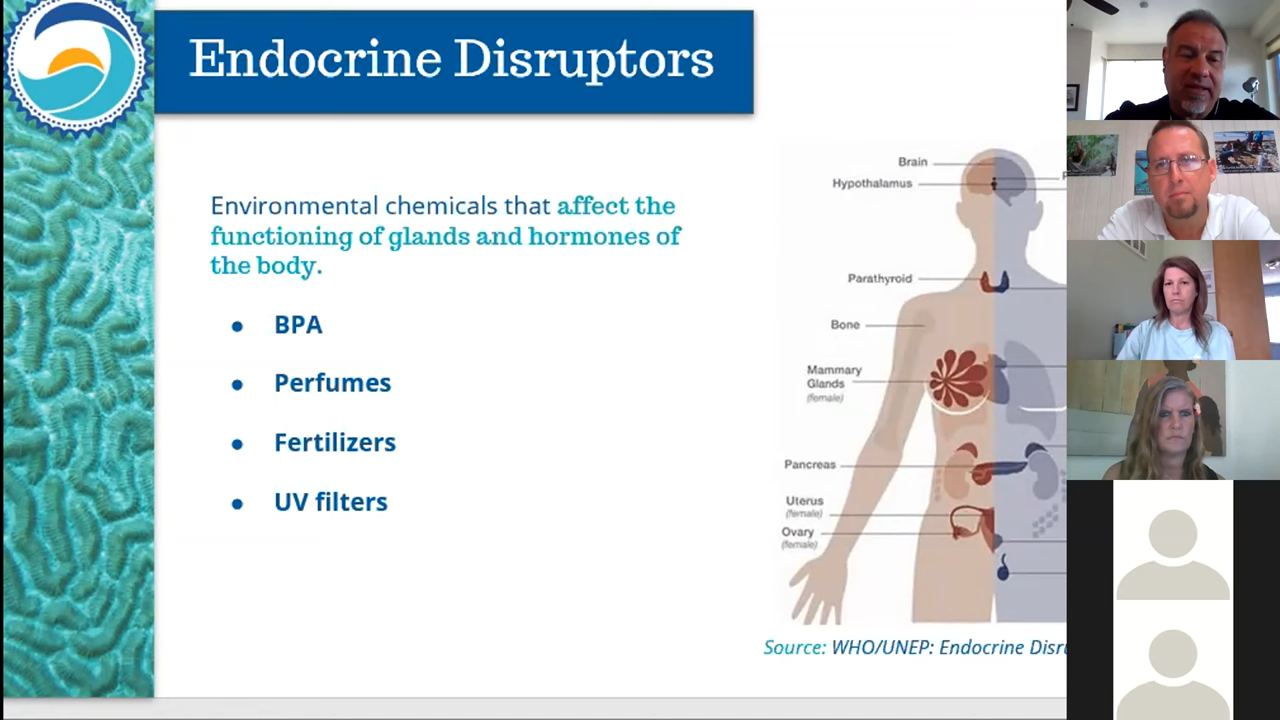 Endocrine Disruptors
Environmental chemicals that affect the
functioning of glands and hormones of
the body.
● BPA
● Perfumes
● Fertilizers
● UV filters
Brain
Hypothalamus
Parathyroid
Bone
Mammary
Glands
(female)
Pancreas
Uterus
(female)
Ovary
(female)
Source: WHO/UNEP: Endocrine